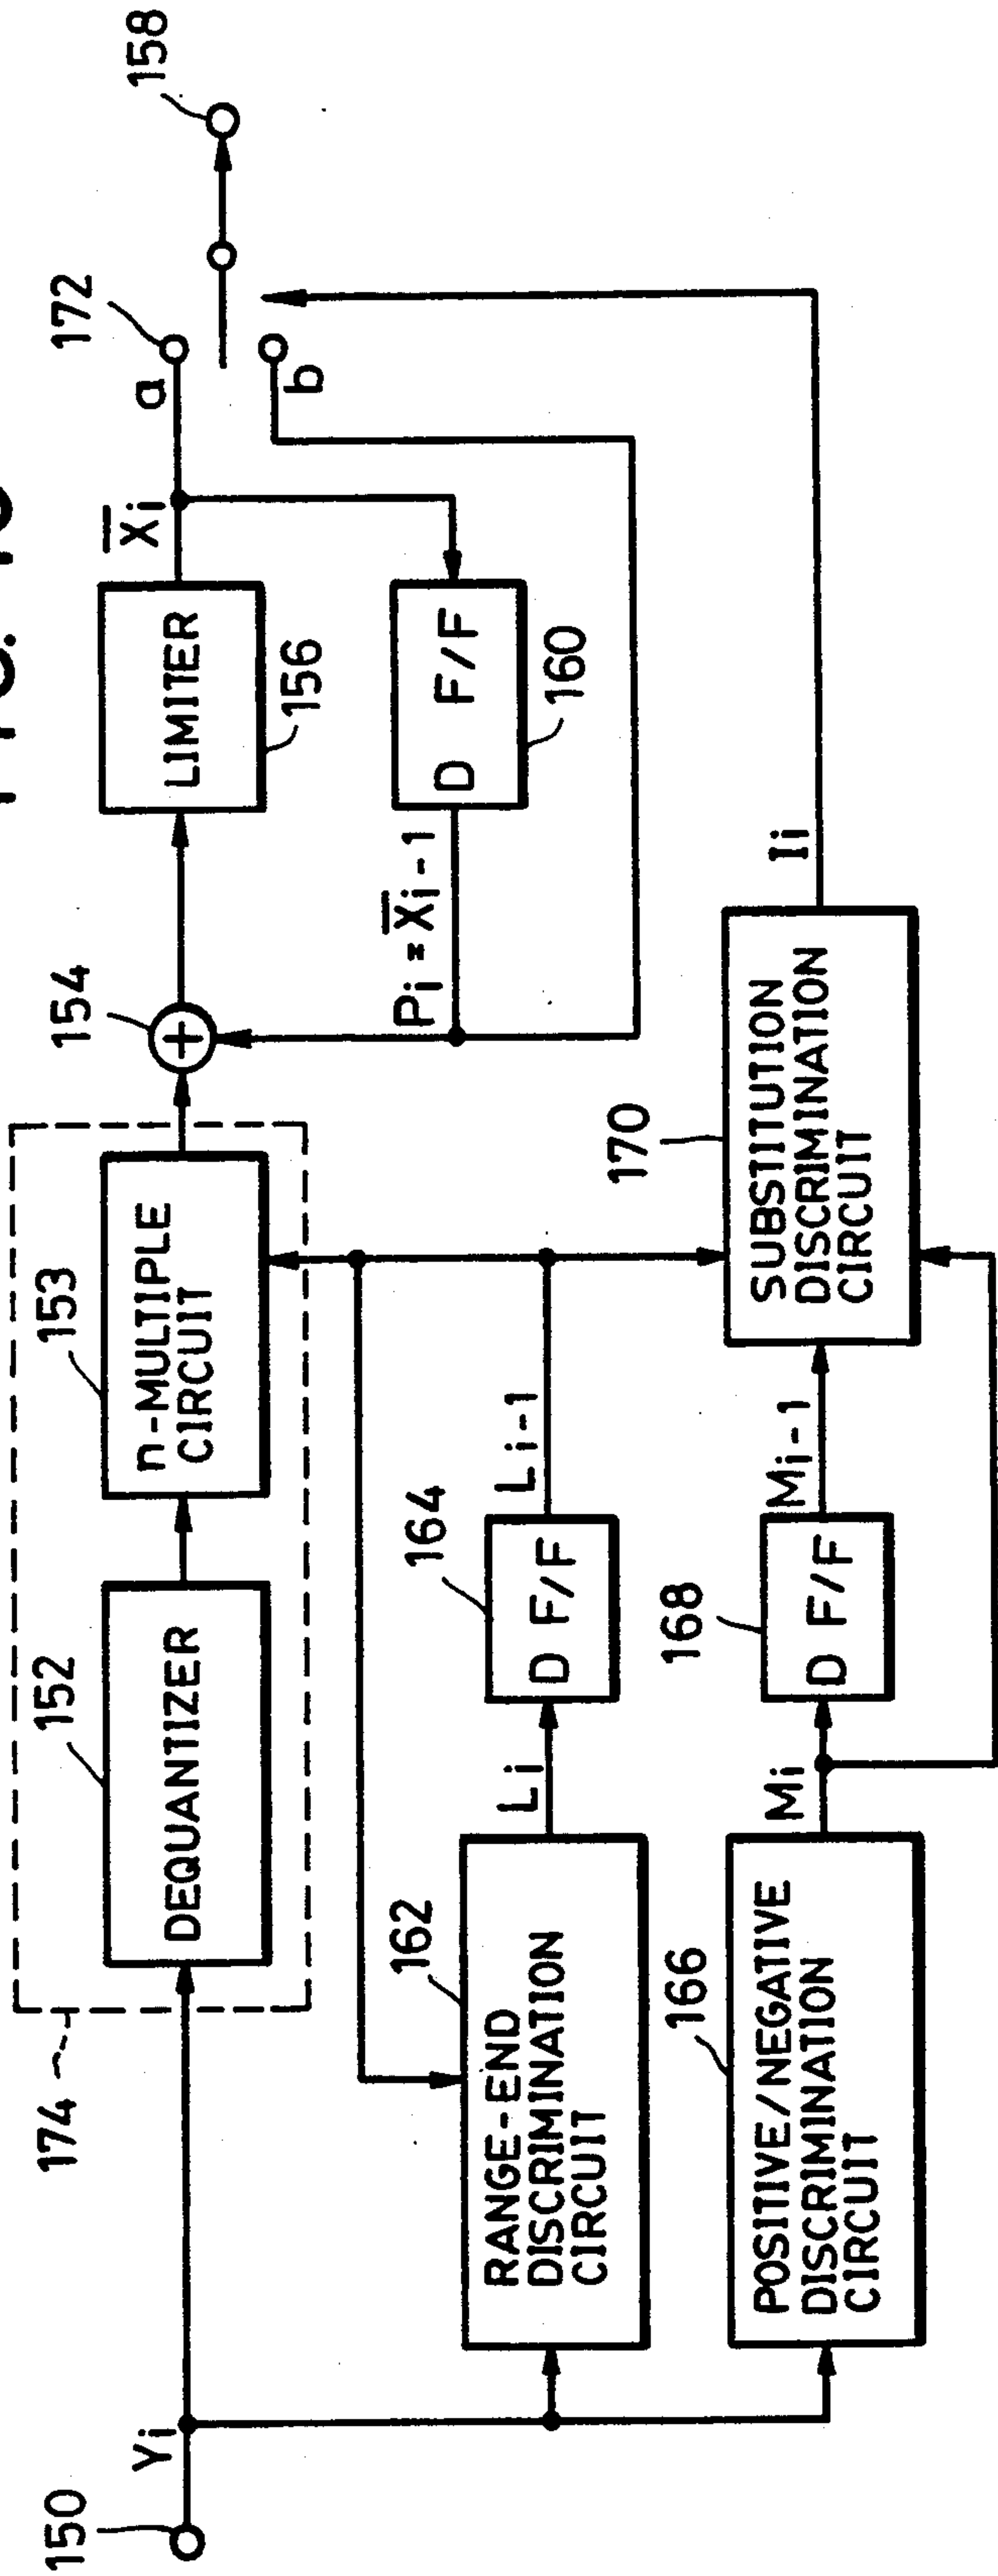 150
Yi
174
152
DEQUANTIZER
153
n-MULTIPLE
CIRCUIT
154
LIMITER
156
X̅i
a
172
158
b
D F/F
160
Pi = X̅i-1
162
RANGE-END
DISCRIMINATION
CIRCUIT
Li
164
D F/F
Li-1
166
POSITIVE/NEGATIVE
DISCRIMINATION
CIRCUIT
Mi
168
D F/F
Mi-1
170
SUBSTITUTION
DISCRIMINATION
CIRCUIT
Ii